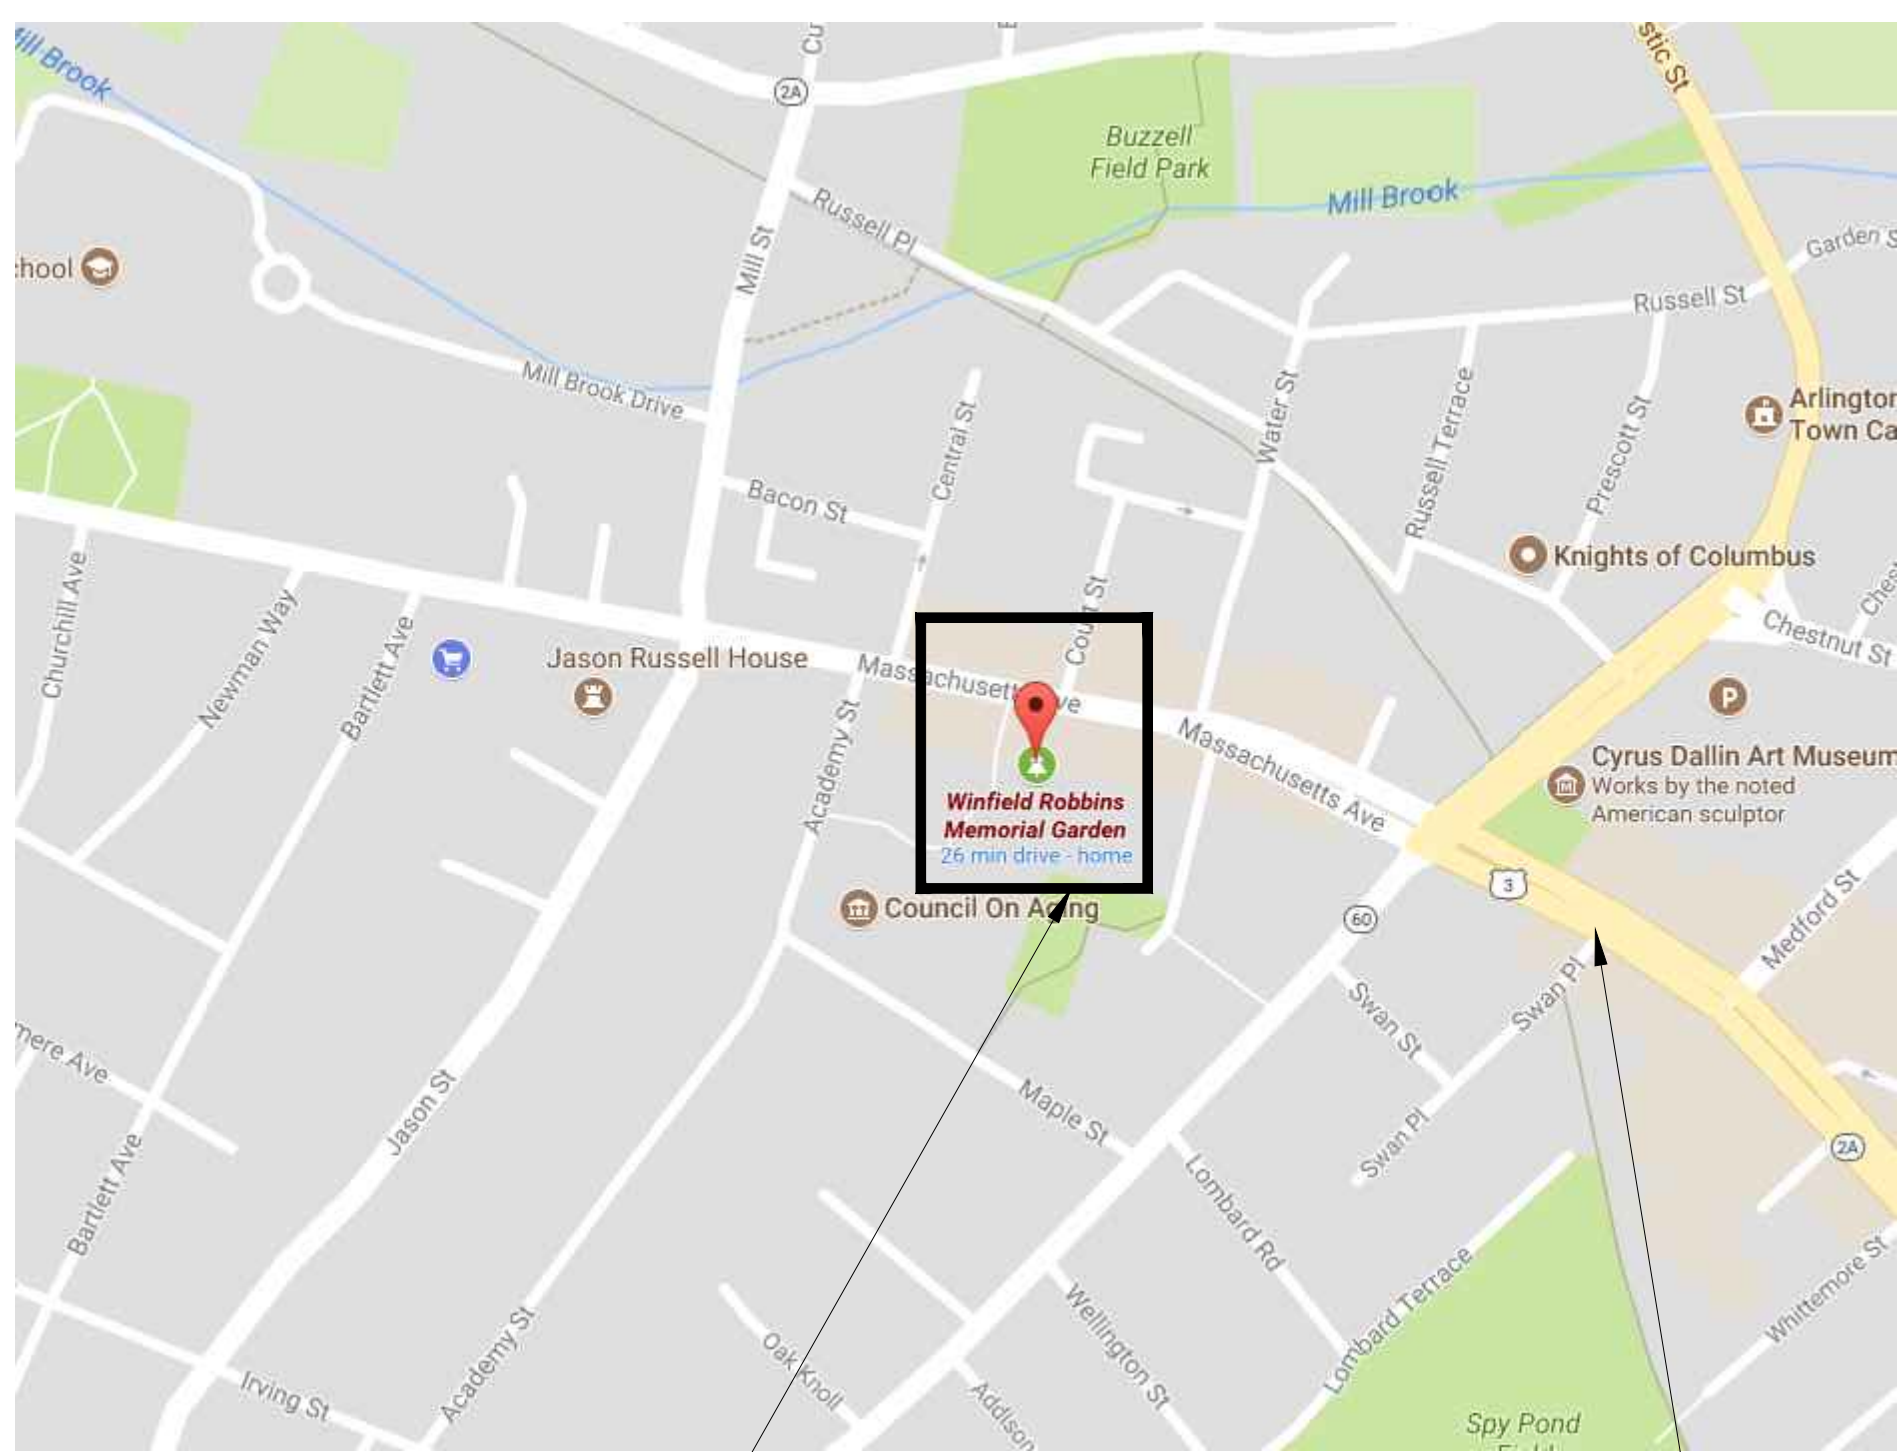 Mill Brook
2A
Buzzell
Field Park
stic St
Mill Brook
Russell Pl
Mill St
Garden S
chool
Russell St
Mill Brook Drive
Central St
Water St
Russell Terrace
Prescott St
Arlington
Town Ca
Bacon St
Knights of Columbus
Churchill Ave
Newman Way
Bartlett Ave
Jason Russell House
Massachusetts Ave
Court St
Chest
Chestnut St
P
Academy St
Massachusetts Ave
Cyrus Dallin Art Museum
Works by the noted
American sculptor
Winfield Robbins
Memorial Garden
26 min drive - home
Council On Aging
60
3
Medford St
Swan Pl
Swan St
mere Ave
Jason St
Maple St
Swan Pl
2A
Bartlett Ave
Lombard Rd
Lombard Terrace
Whittemore St
Wellington St
Oak Knoll
Academy St
Irving St
Addison
Spy Pond